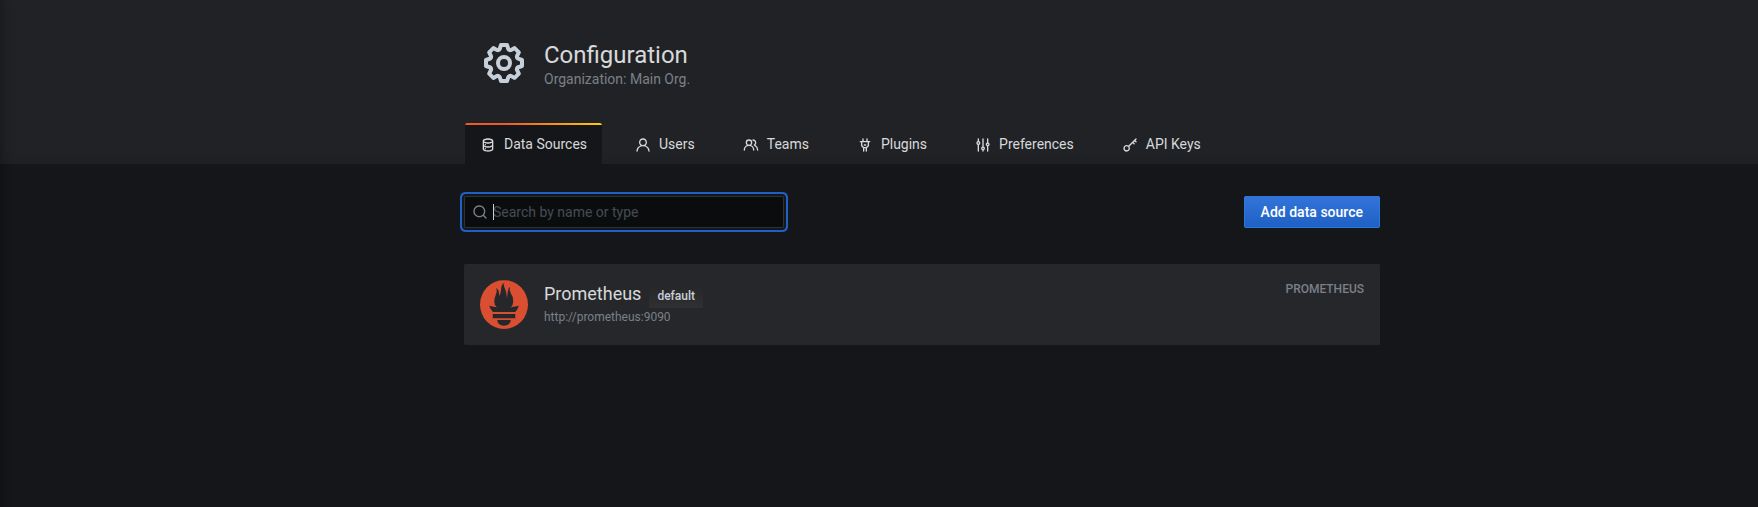 Configuration
Organization: Main Org.
Data Sources Users Teams Plugins Preferences API Keys
Search by name or type Add data source
Prometheus default PROMETHEUS
http://prometheus:9090